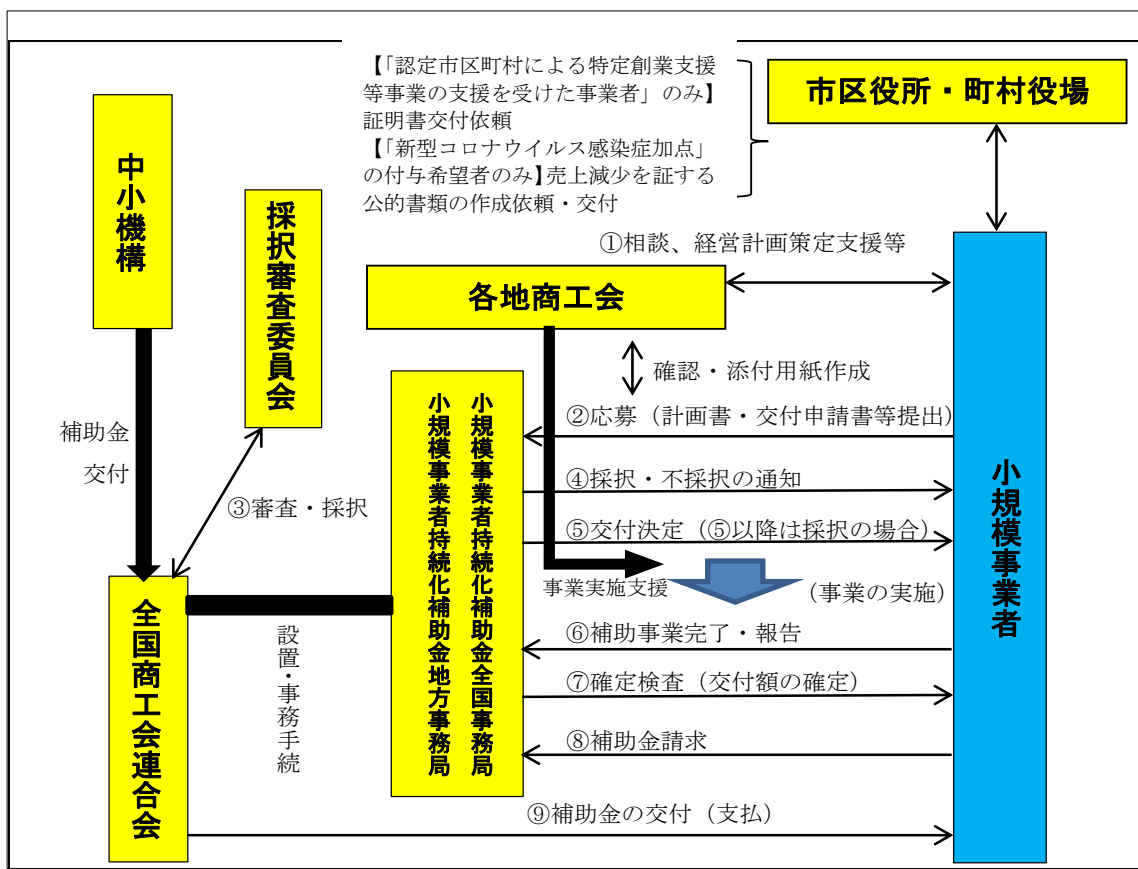 【「認定市区町村による特定創業支援
等事業の支援を受けた事業者」のみ】
証明書交付依頼
【「新型コロナウイルス感染症加点」
の付与希望者のみ】売上減少を証する
公的書類の作成依頼・交付
市区役所・町村役場
中小機構
採択審査委員会
①相談、経営計画策定支援等
各地商工会
確認・添付用紙作成
補助金
交付
③審査・採択
小規模事業者持続化補助金全国事務局
小規模事業者持続化補助金地方事務局
②応募（計画書・交付申請書等提出）
④採択・不採択の通知
⑤交付決定（⑤以降は採択の場合）
事業実施支援
（事業の実施）
小規模事業者
全国商工会連合会
設置・事務手続
⑥補助事業完了・報告
⑦確定検査（交付額の確定）
⑧補助金請求
⑨補助金の交付（支払）